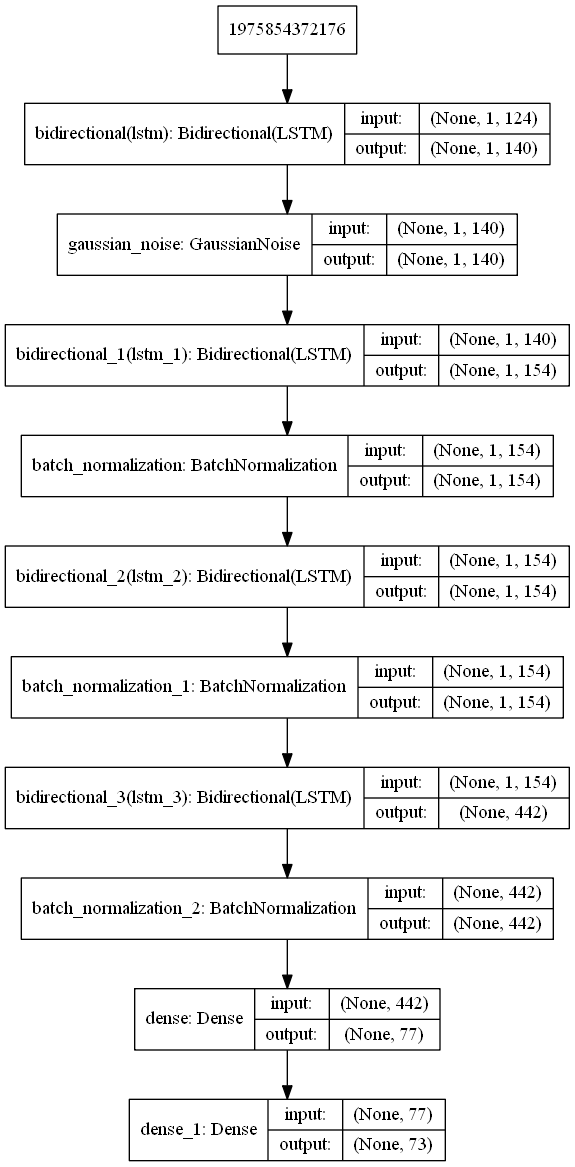 1975854372176
bidirectional(lstm): Bidirectional(LSTM)
input: (None, 1, 124)
output: (None, 1, 140)
gaussian_noise: GaussianNoise
input: (None, 1, 140)
output: (None, 1, 140)
bidirectional_1(lstm_1): Bidirectional(LSTM)
input: (None, 1, 140)
output: (None, 1, 154)
batch_normalization: BatchNormalization
input: (None, 1, 154)
output: (None, 1, 154)
bidirectional_2(lstm_2): Bidirectional(LSTM)
input: (None, 1, 154)
output: (None, 1, 154)
batch_normalization_1: BatchNormalization
input: (None, 1, 154)
output: (None, 1, 154)
bidirectional_3(lstm_3): Bidirectional(LSTM)
input: (None, 1, 154)
output: (None, 442)
batch_normalization_2: BatchNormalization
input: (None, 442)
output: (None, 442)
dense: Dense
input: (None, 442)
output: (None, 77)
dense_1: Dense
input: (None, 77)
output: (None, 73)